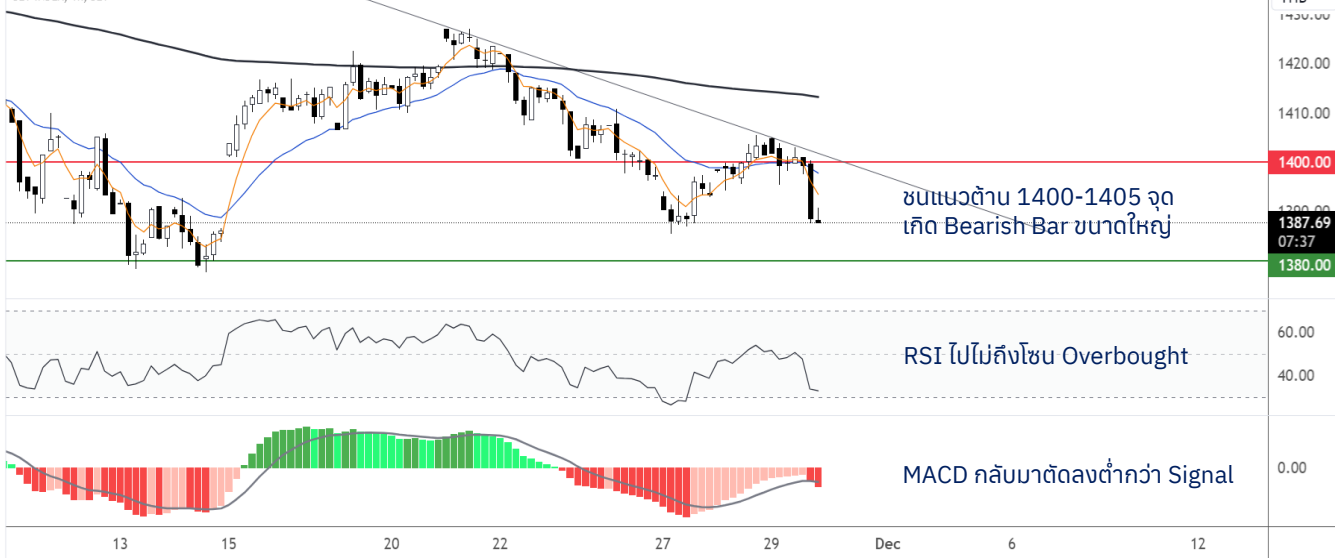 1420.00
1410.00
1400.00
ชนแนวต้าน 1400-1405 จุด
เกิด Bearish Bar ขนาดใหญ่
1387.69
07:37
1380.00
60.00
RSI ไปไม่ถึงโซน Overbought
40.00
MACD กลับมาตัดลงต่ำกว่า Signal
0.00
13 15 20 22 27 29 Dec 6 12